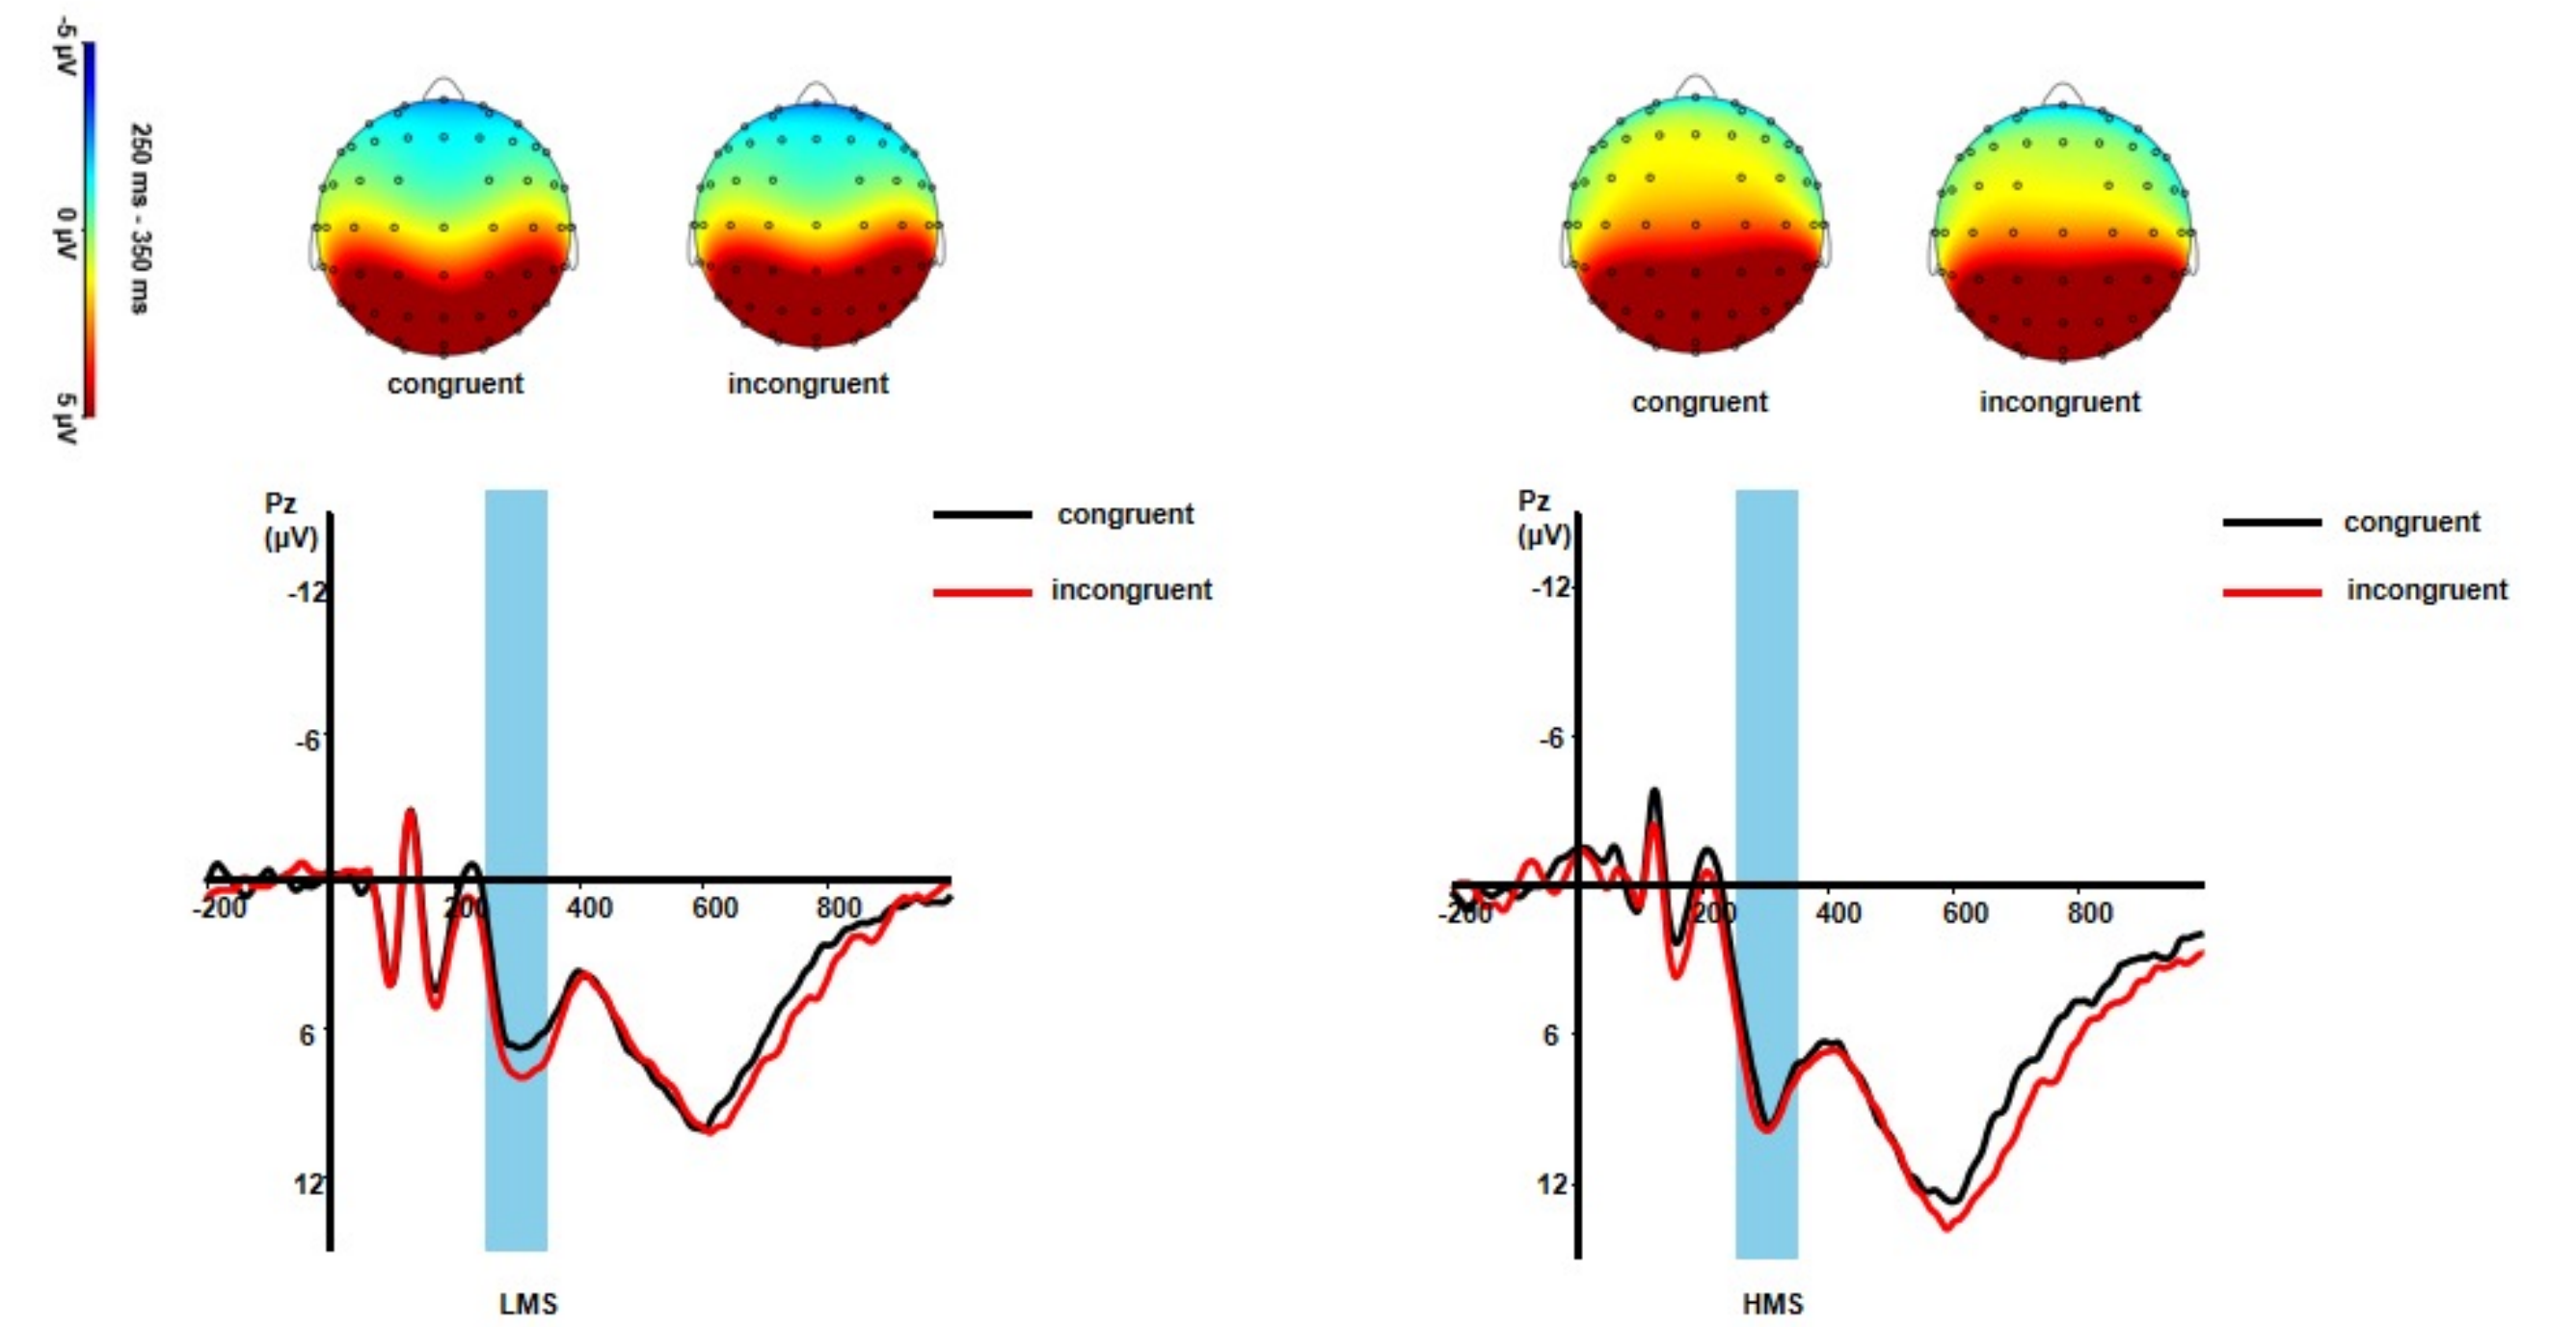 -5 µV
0 µV
5 µV
250 ms - 350 ms
congruent
incongruent
congruent
incongruent
Pz
(µV)
-12
-6
6
12
-200
200
400
600
800
congruent
incongruent
LMS
Pz
(µV)
-12
-6
6
12
-200
200
400
600
800
congruent
incongruent
HMS